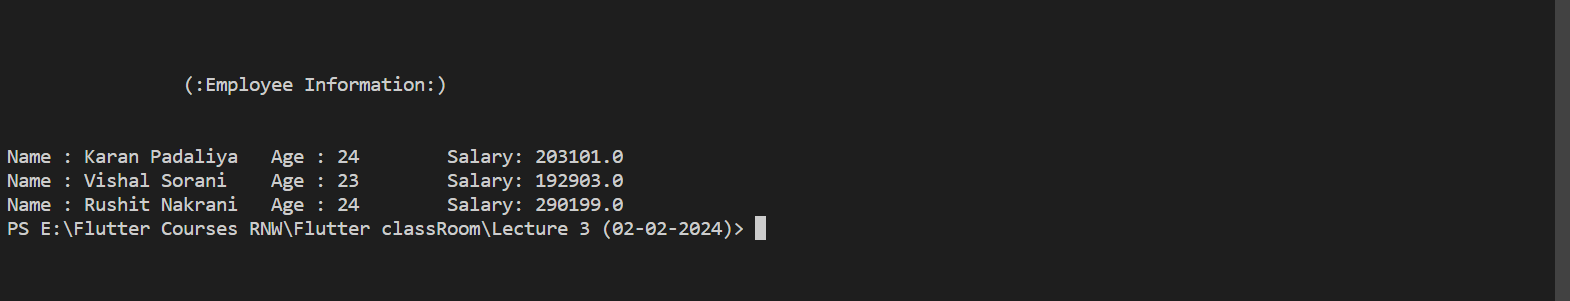 (:Employee Information:)
Name : Karan Padaliya   Age : 24        Salary: 203101.0
Name : Vishal Sorani    Age : 23        Salary: 192903.0
Name : Rushit Nakrani   Age : 24        Salary: 290199.0
PS E:\Flutter Courses RNW\Flutter classRoom\Lecture 3 (02-02-2024)>